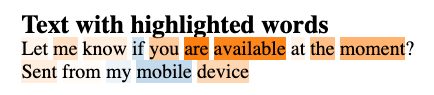 Text with highlighted words
Let me know if you are available at the moment?
Sent from my mobile device